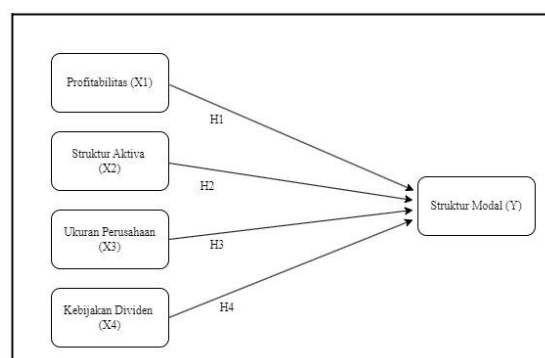 Profitabilitas (X1)
H1
Struktur Aktiva
(X2)
H2
Struktur Modal (Y)
Ukuran Perusahaan
(X3)
H3
Kebijakan Dividen
(X4)
H4